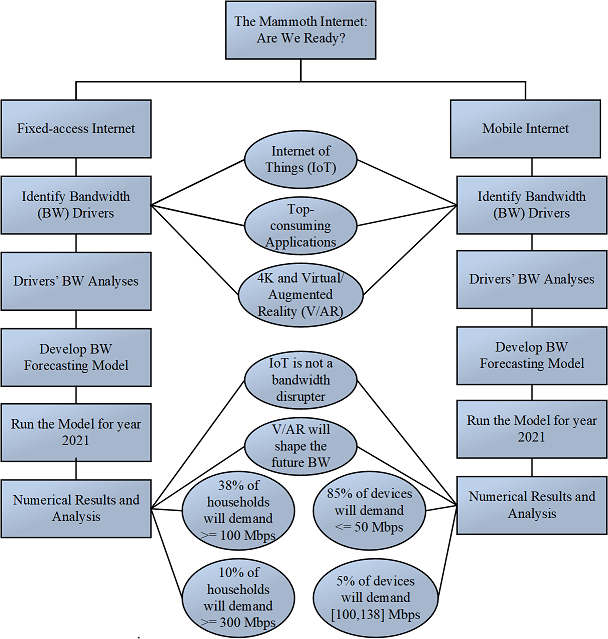 The Mammoth Internet:
Are We Ready?
Fixed-access Internet
Mobile Internet
Internet of
Things (IoT)
Identify Bandwidth
(BW) Drivers
Identify Bandwidth
(BW) Drivers
Top-
consuming
Applications
Drivers' BW Analyses
4K and Virtual/
Augmented
Reality (V/AR)
Drivers' BW Analyses
Develop BW
Forecasting Model
Develop BW
Forecasting Model
IoT is not a
bandwidth
disrupter
Run the Model for year
2021
Run the Model for year
2021
V/AR will
shape the
future BW
Numerical Results and
Analysis
38% of
households
will demand
>= 100 Mbps
85% of devices
will demand
<= 50 Mbps
Numerical Results and
Analysis
10% of
households
will demand
>= 300 Mbps
5% of devices
will demand
[100,138] Mbps